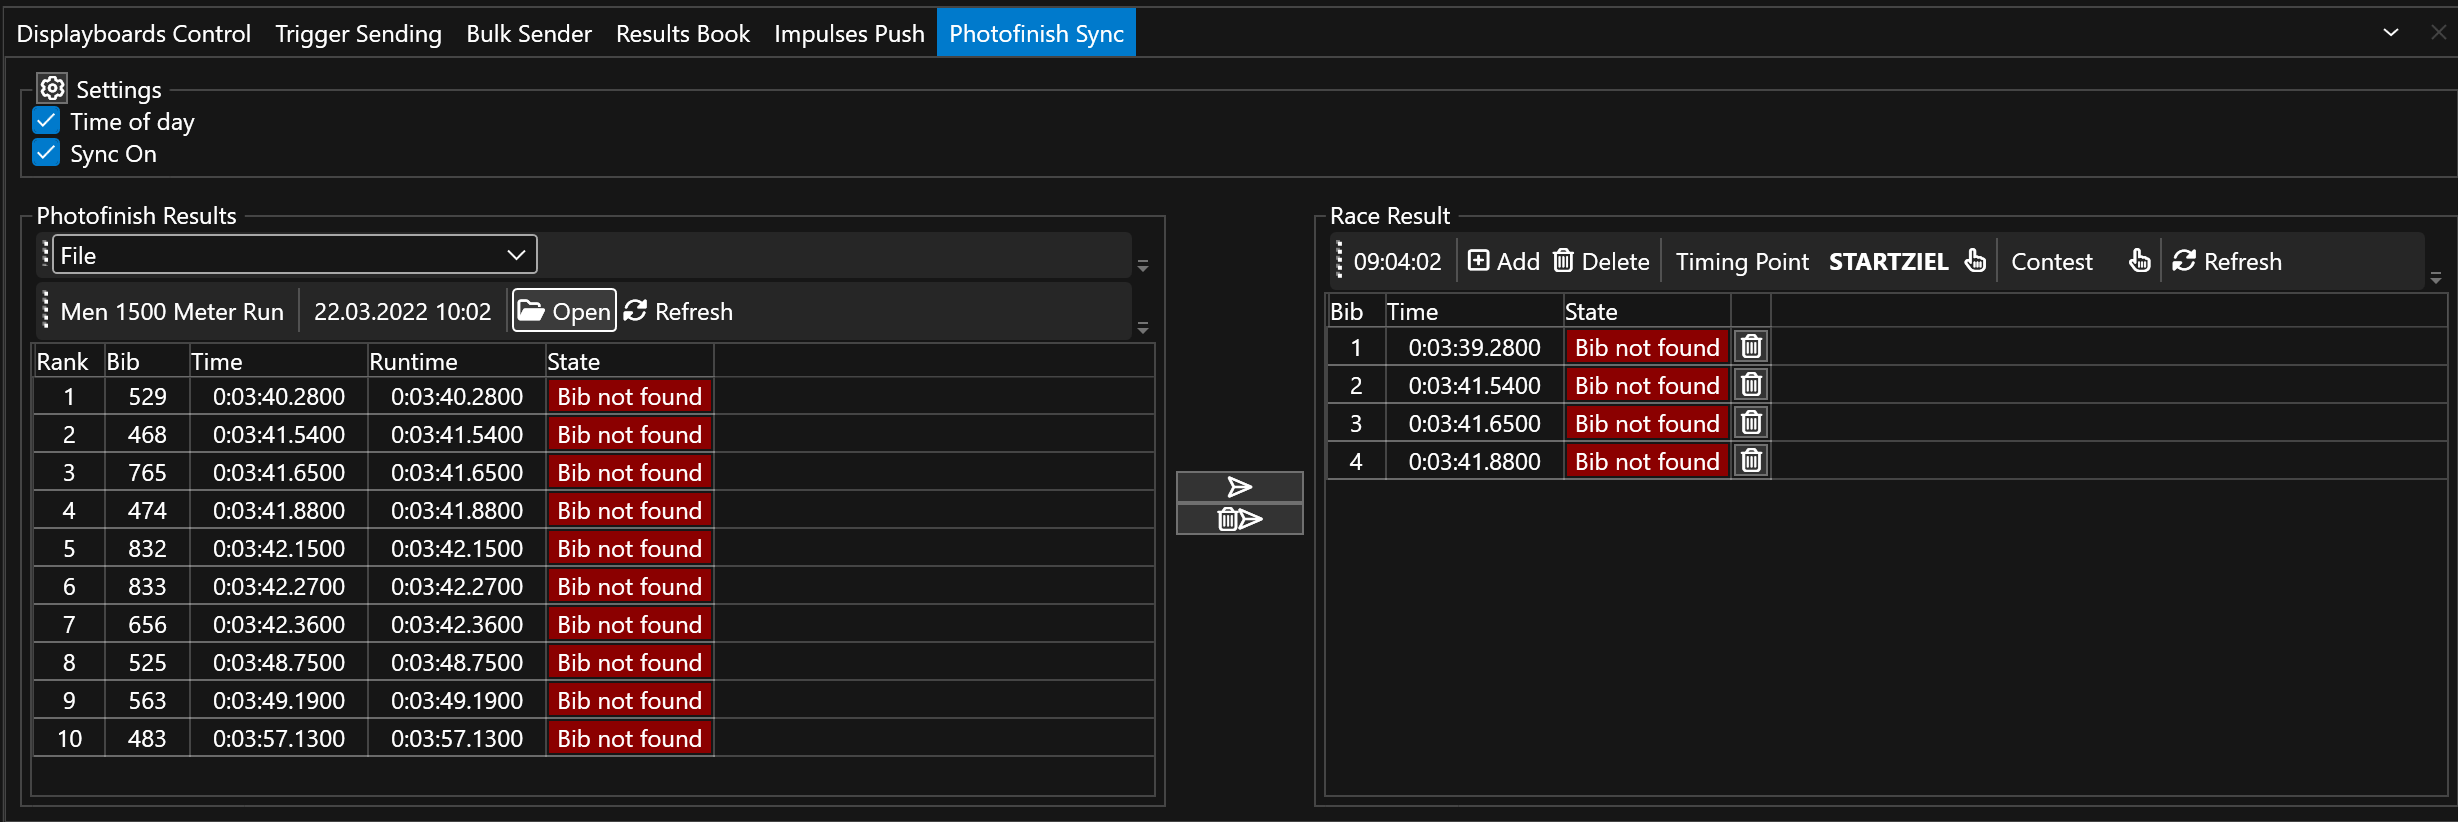 Displayboards Control Trigger Sending Bulk Sender Results Book Impulses Push Photofinish Sync
Settings
Time of day
Sync On
Photofinish Results
File
Men 1500 Meter Run 22.03.2022 10:02 Open Refresh
Rank Bib Time Runtime State
1 529 0:03:40.2800 0:03:40.2800 Bib not found
2 468 0:03:41.5400 0:03:41.5400 Bib not found
3 765 0:03:41.6500 0:03:41.6500 Bib not found
4 474 0:03:41.8800 0:03:41.8800 Bib not found
5 832 0:03:42.1500 0:03:42.1500 Bib not found
6 833 0:03:42.2700 0:03:42.2700 Bib not found
7 656 0:03:42.3600 0:03:42.3600 Bib not found
8 525 0:03:48.7500 0:03:48.7500 Bib not found
9 563 0:03:49.1900 0:03:49.1900 Bib not found
10 483 0:03:57.1300 0:03:57.1300 Bib not found
Race Result
09:04:02 Add Delete Timing Point STARTZIEL Contest Refresh
Bib Time State
1 0:03:39.2800 Bib not found
2 0:03:41.5400 Bib not found
3 0:03:41.6500 Bib not found
4 0:03:41.8800 Bib not found